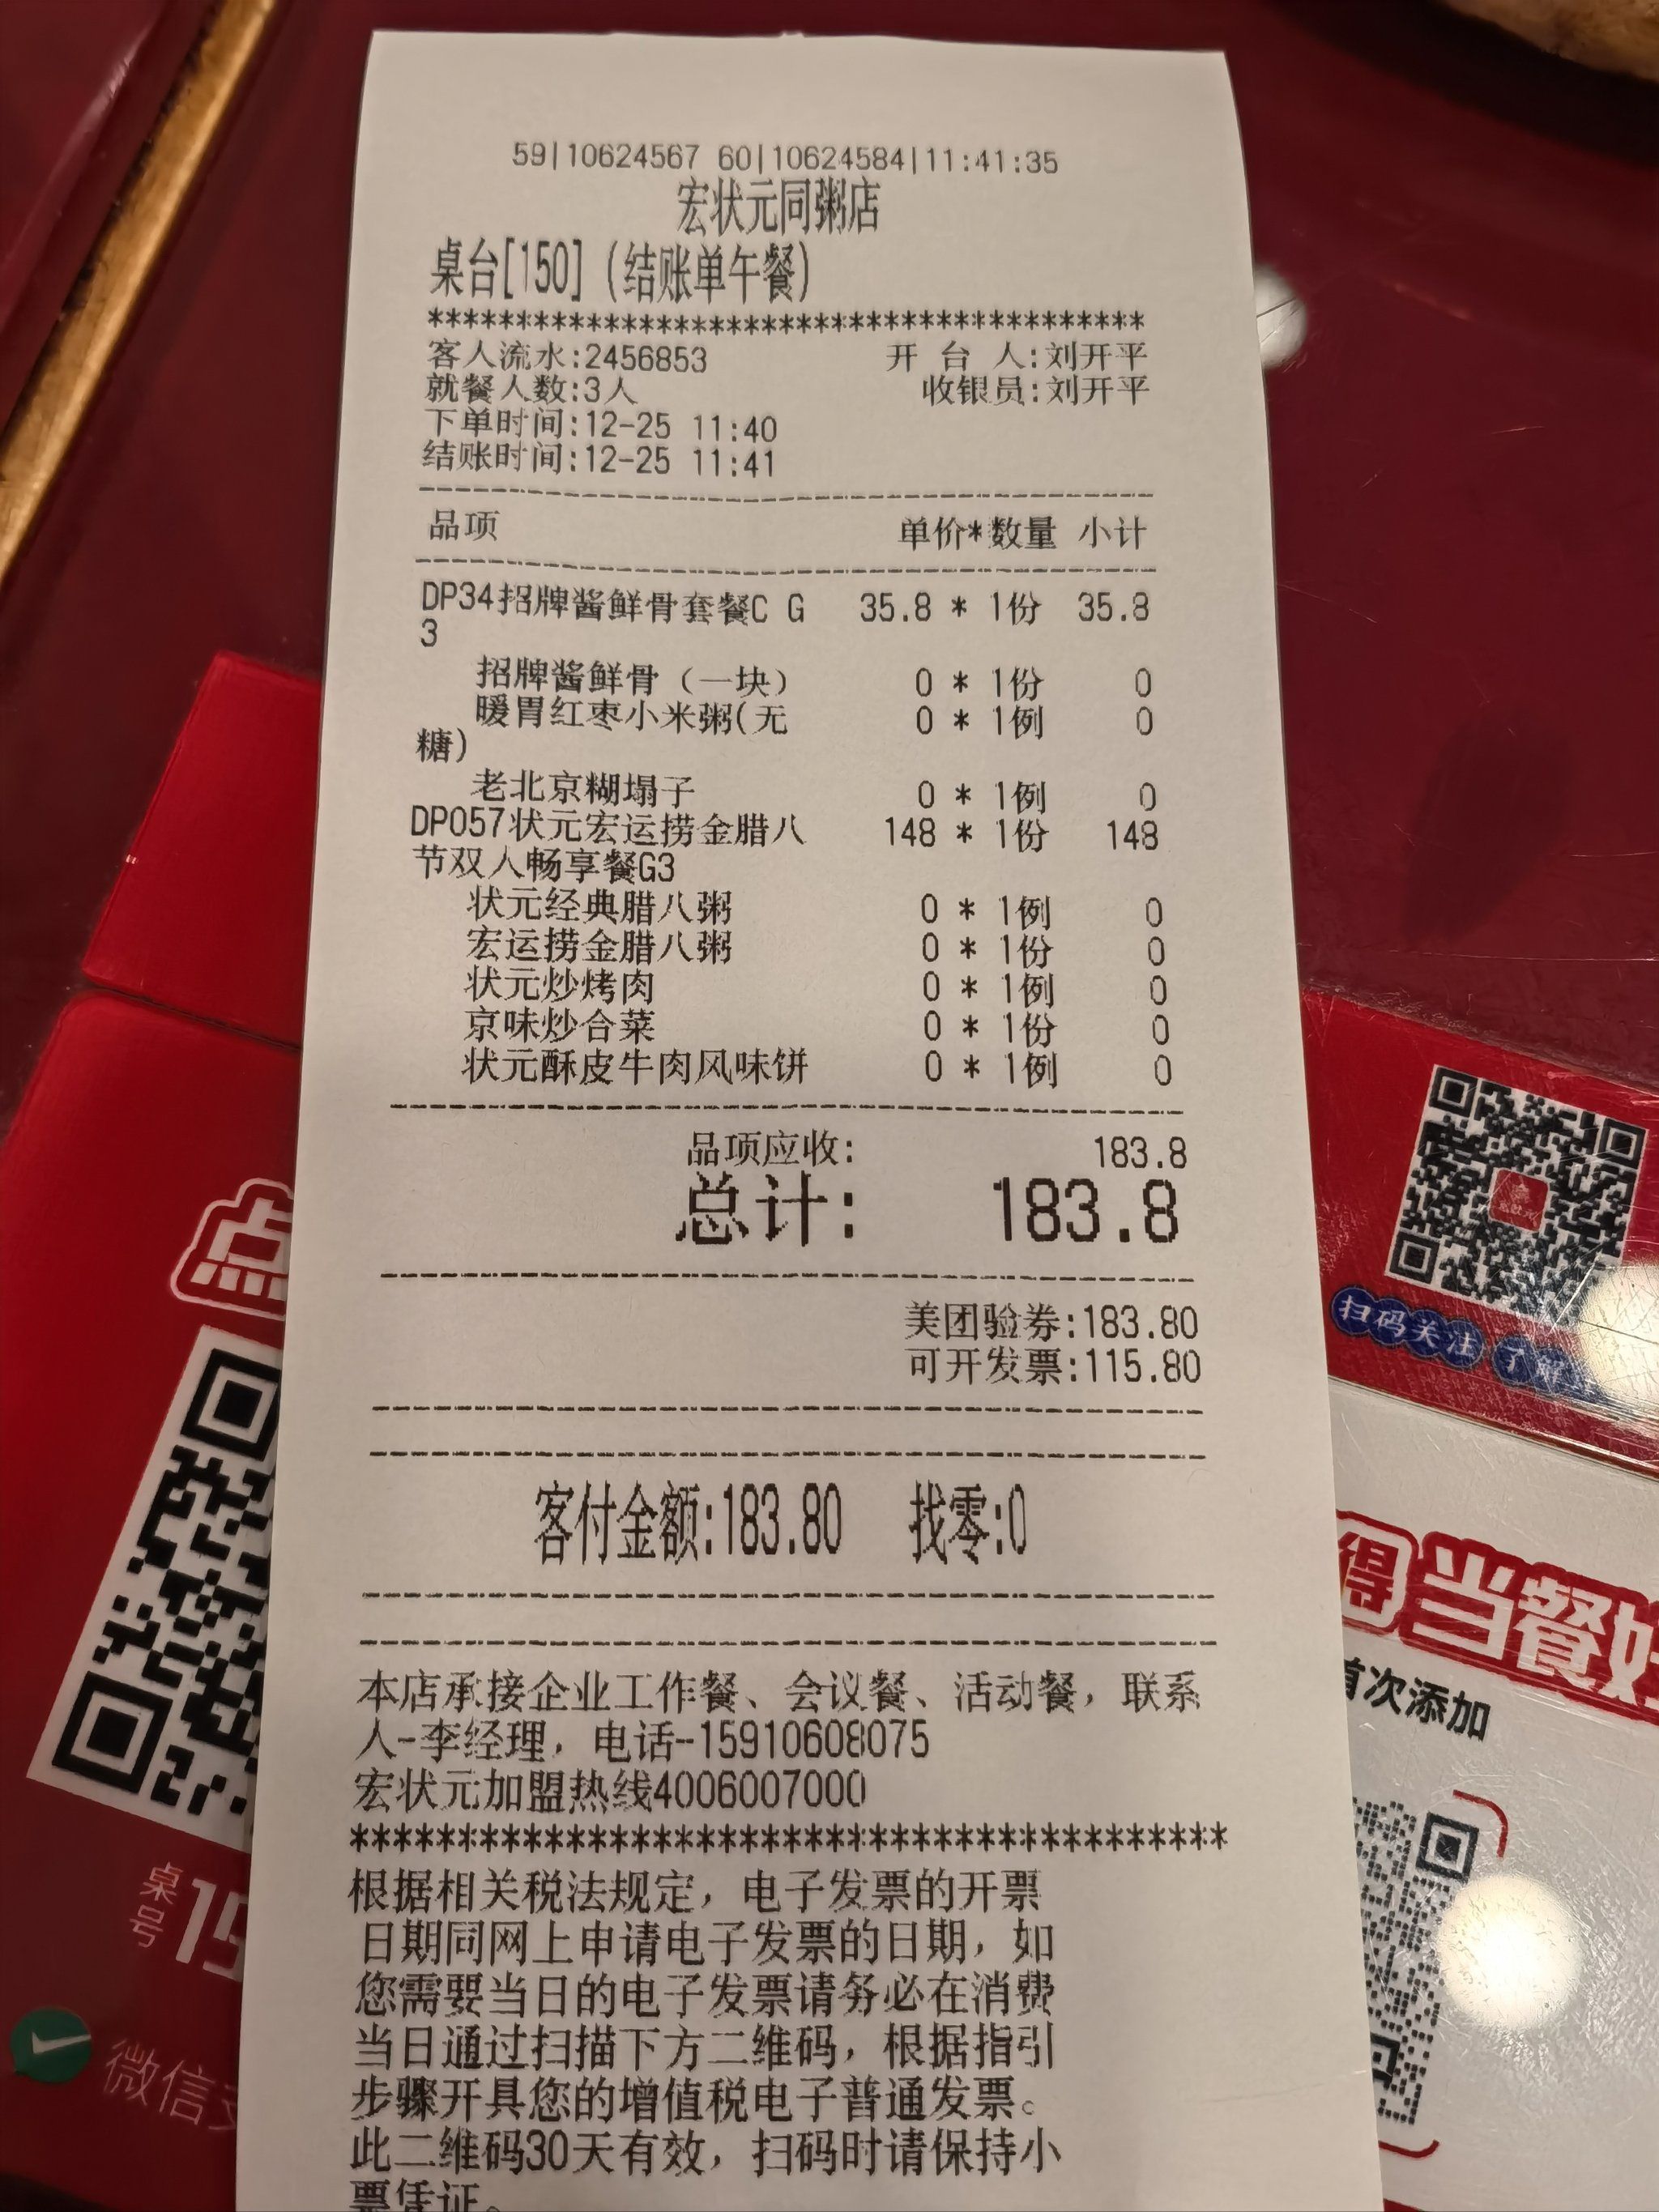 59|10624567 60|10624584|11:41:35
宏状元同粥店
桌台[150](结账单午餐)
*****************************************
客人流水:2456853 开 台 人:刘开平
就餐人数:3人 收银员:刘开平
下单时间:12-25 11:40
结账时间:12-25 11:41
品项 单价*数量 小计
DP34招牌酱鲜骨套餐C G 35.8 * 1份 35.8
3
招牌酱鲜骨（一块） 0 * 1份 0
暖胃红枣小米粥(无 0 * 1例 0
糖)
老北京糊塌子 0 * 1例 0
DP057状元宏运捞金腊八 148 * 1份 148
节双人畅享餐G3
状元经典腊八粥 0 * 1例 0
宏运捞金腊八粥 0 * 1份 0
状元炒烤肉 0 * 1例 0
京味炒合菜 0 * 1份 0
状元酥皮牛肉风味饼 0 * 1例 0
品项应收: 183.8
总计: 183.8
美团验券:183.80
可开发票:115.80
客付金额:183.80 找零:0
本店承接企业工作餐、会议餐、活动餐，联系
人-李经理，电话-15910608075
宏状元加盟热线4006007000
*****************************************
根据相关税法规定，电子发票的开票
日期同网上申请电子发票的日期，如
您需要当日的电子发票请务必在消费
当日通过扫描下方二维码，根据指引
步骤开具您的增值税电子普通发票。
此二维码30天有效，扫码时请保持小
票凭证。
点
桌号 15
微信支
扫码关注 了解
得当餐好
首次添加